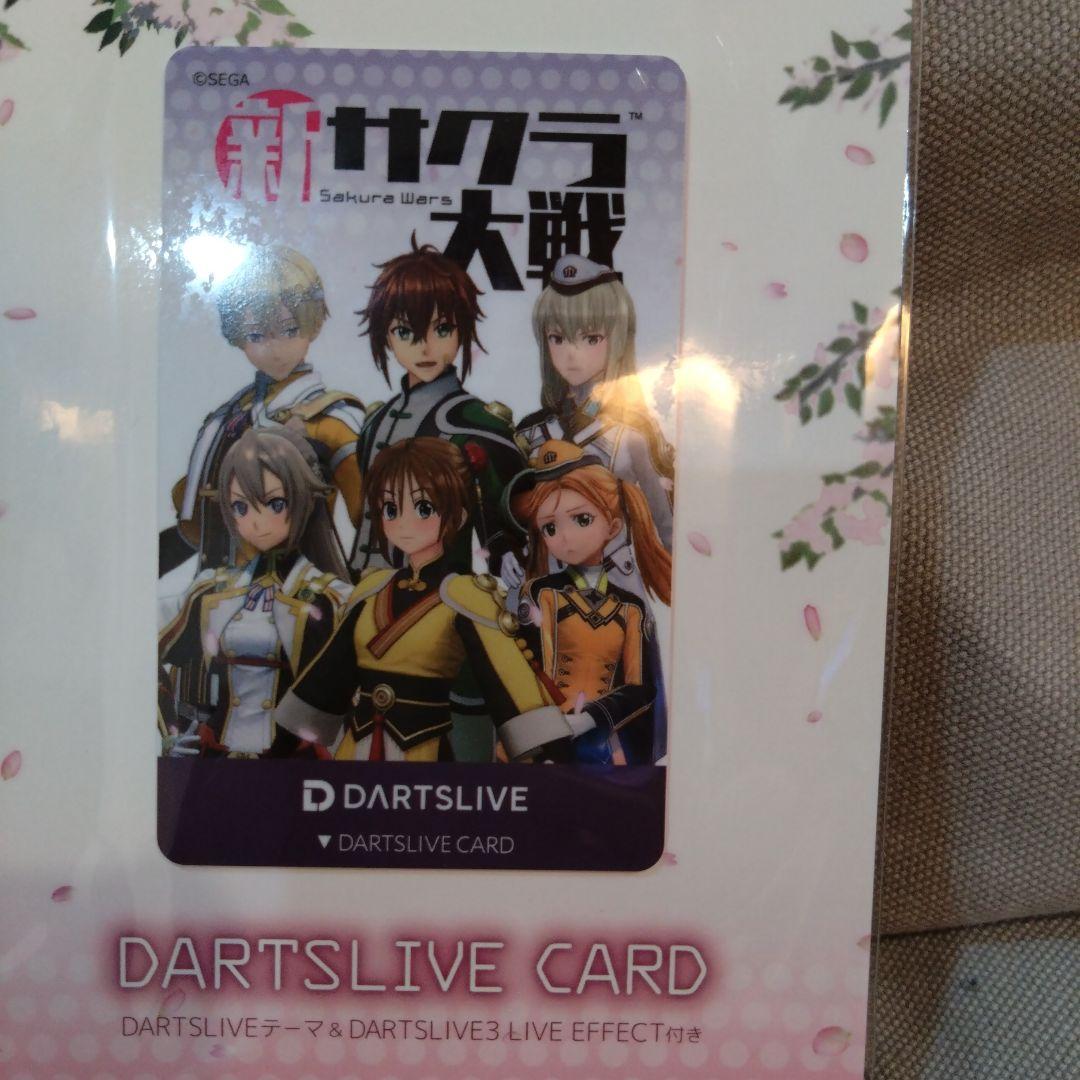 ©SEGA
新サクラ™
Sakura Wars
大戦
D DARTSLIVE
▼ DARTSLIVE CARD
DARTSLIVE CARD
DARTSLIVEテーマ & DARTSLIVE3 LIVE EFFECT付き